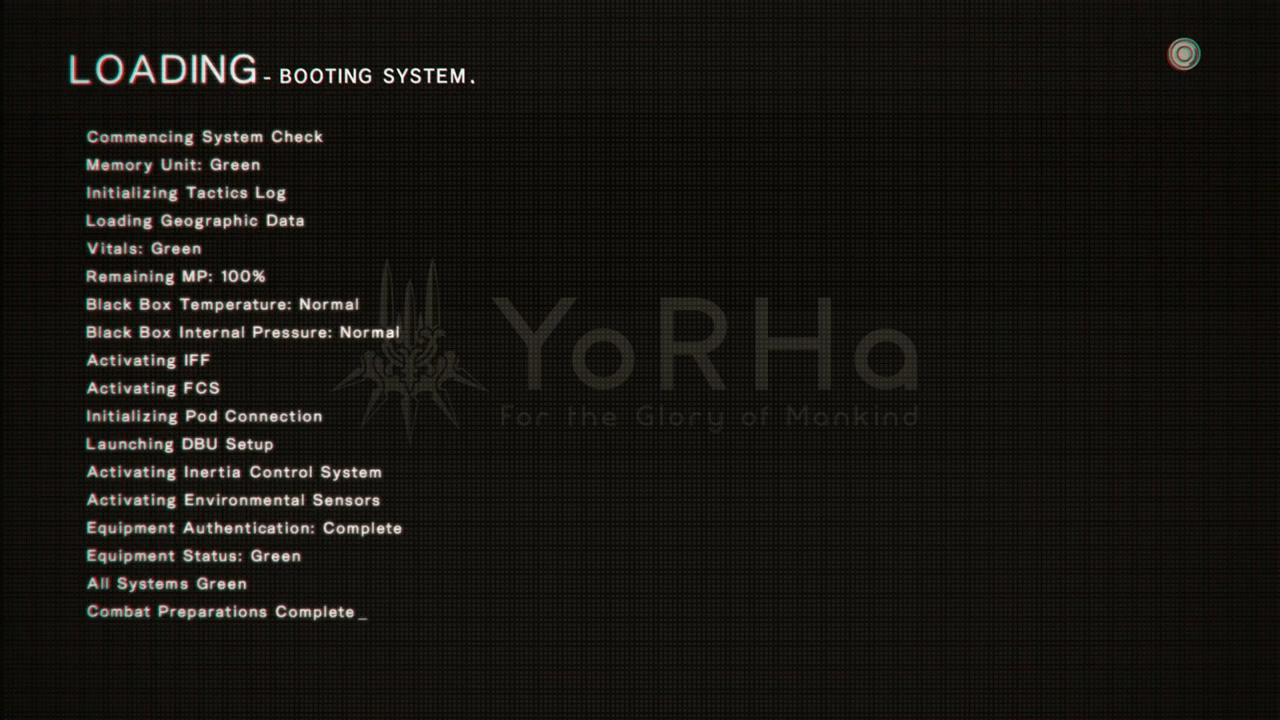 LOADING - BOOTING SYSTEM.
Commencing System Check
Memory Unit: Green
Initializing Tactics Log
Loading Geographic Data
Vitals: Green
Remaining MP: 100%
Black Box Temperature: Normal
Black Box Internal Pressure: Normal
Activating IFF
Activating FCS
Initializing Pod Connection
Launching DBU Setup
Activating Inertia Control System
Activating Environmental Sensors
Equipment Authentication: Complete
Equipment Status: Green
All Systems Green
Combat Preparations Complete_
YoRHa
For the Glory of Mankind